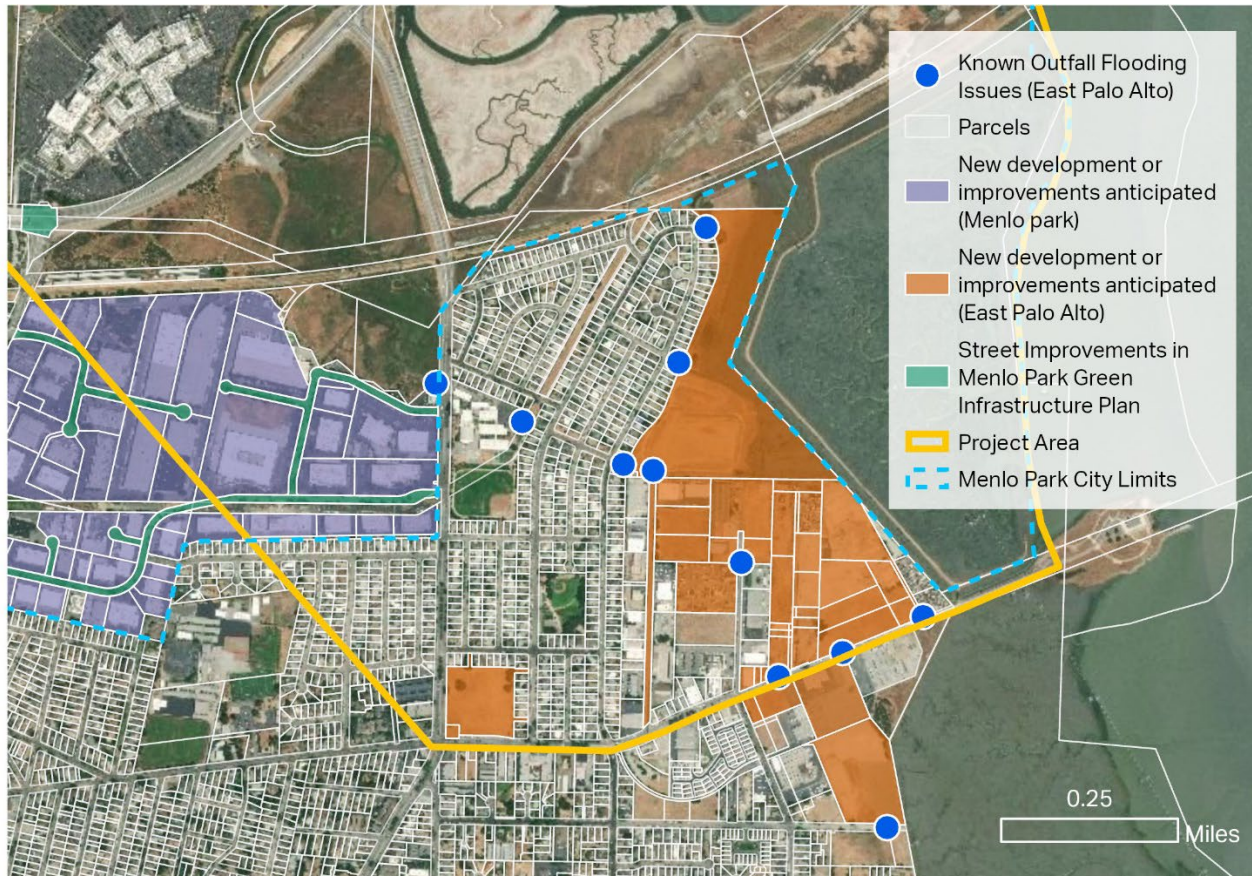 Known Outfall Flooding
Issues (East Palo Alto)
Parcels
New development or
improvements anticipated
(Menlo park)
New development or
improvements anticipated
(East Palo Alto)
Street Improvements in
Menlo Park Green
Infrastructure Plan
Project Area
Menlo Park City Limits
0.25
Miles